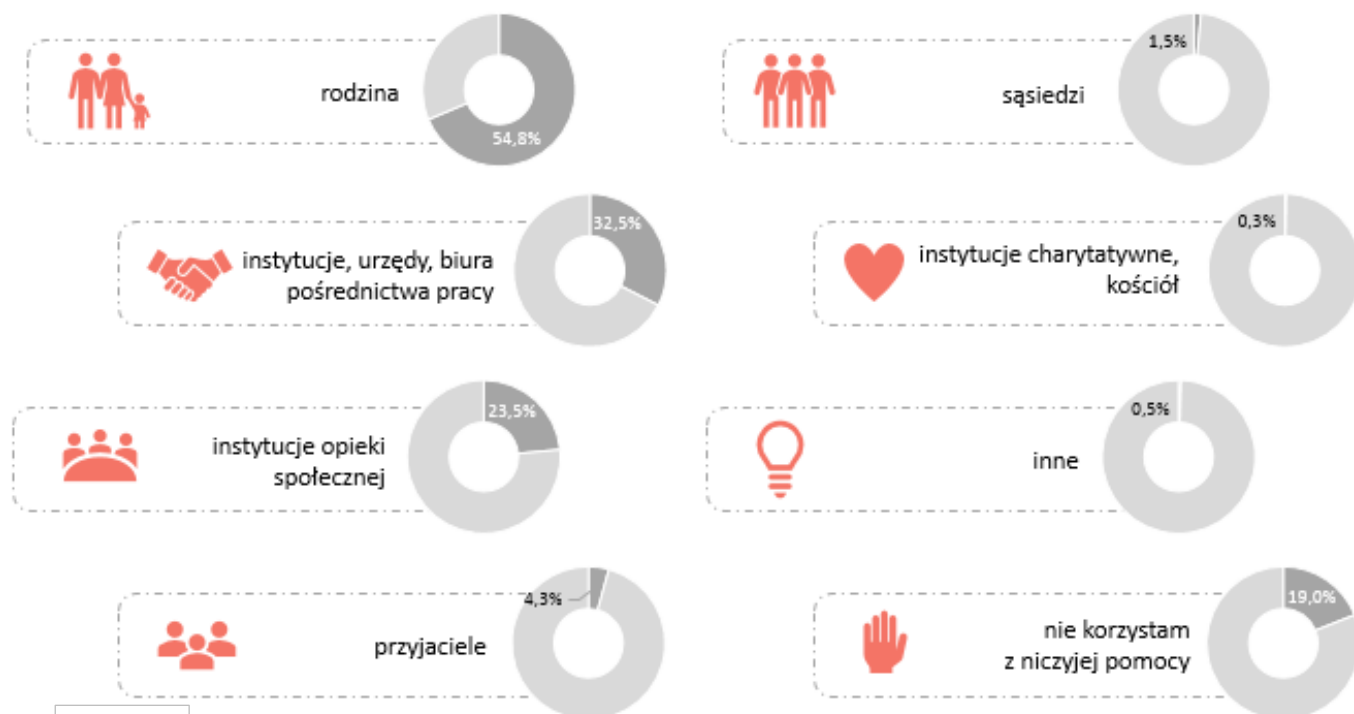 rodzina
54,8%
1,5%
sąsiedzi
32,5%
instytucje, urzędy, biura
pośrednictwa pracy
0,3%
instytucje charytatywne,
kościół
23,5%
instytucje opieki
społecznej
0,5%
inne
4,3%
przyjaciele
19,0%
nie korzystam
z niczyjej pomocy